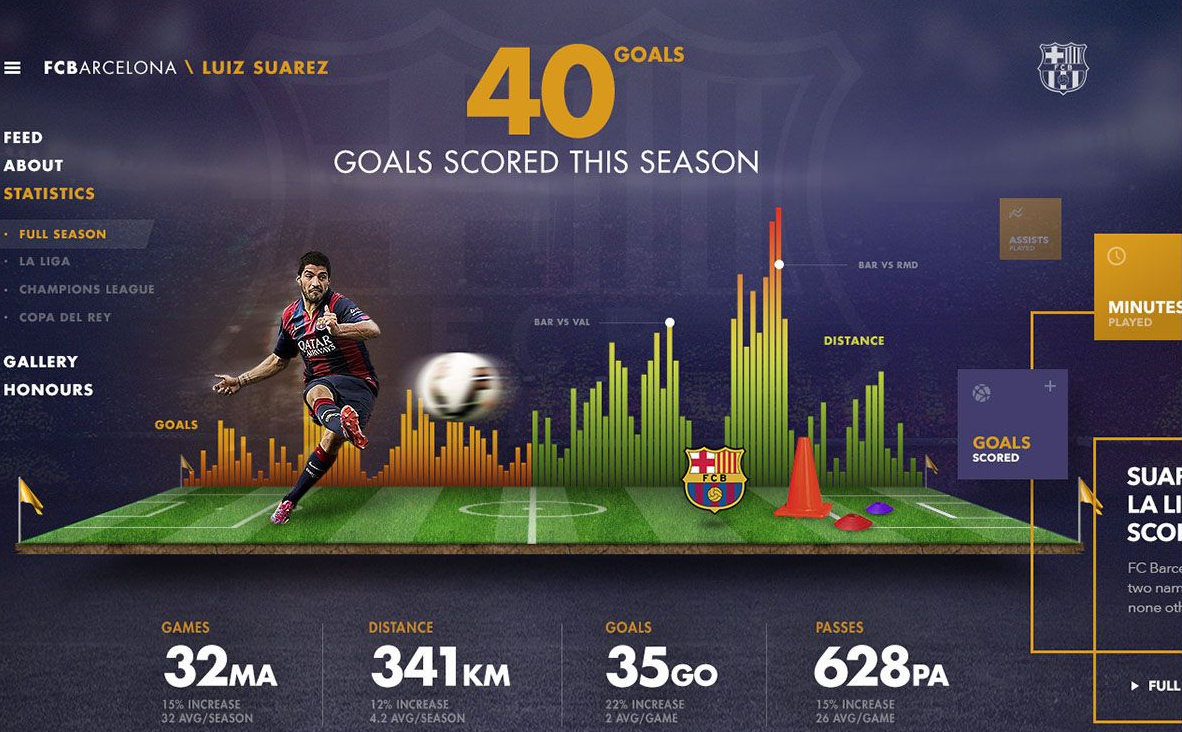 FCBARCELONA \ LUIZ SUAREZ
40 GOALS
GOALS SCORED THIS SEASON
FCB
FEED
ABOUT
STATISTICS
· FULL SEASON
· LA LIGA
· CHAMPIONS LEAGUE
· COPA DEL REY
GALLERY
HONOURS
ASSISTS
PLAYED
MINUTES
PLAYED
BAR VS RMD
BAR VS VAL
DISTANCE
QATAR
AIRWAYS
GOALS
GOALS
SCORED
FCB
SUAR
LA LI
SCO
FC Barce
two nam
none oth
FULL
GAMES
32MA
15% INCREASE
32 AVG/SEASON
DISTANCE
341KM
12% INCREASE
4.2 AVG/SEASON
GOALS
35GO
22% INCREASE
2 AVG/GAME
PASSES
628PA
15% INCREASE
26 AVG/GAME